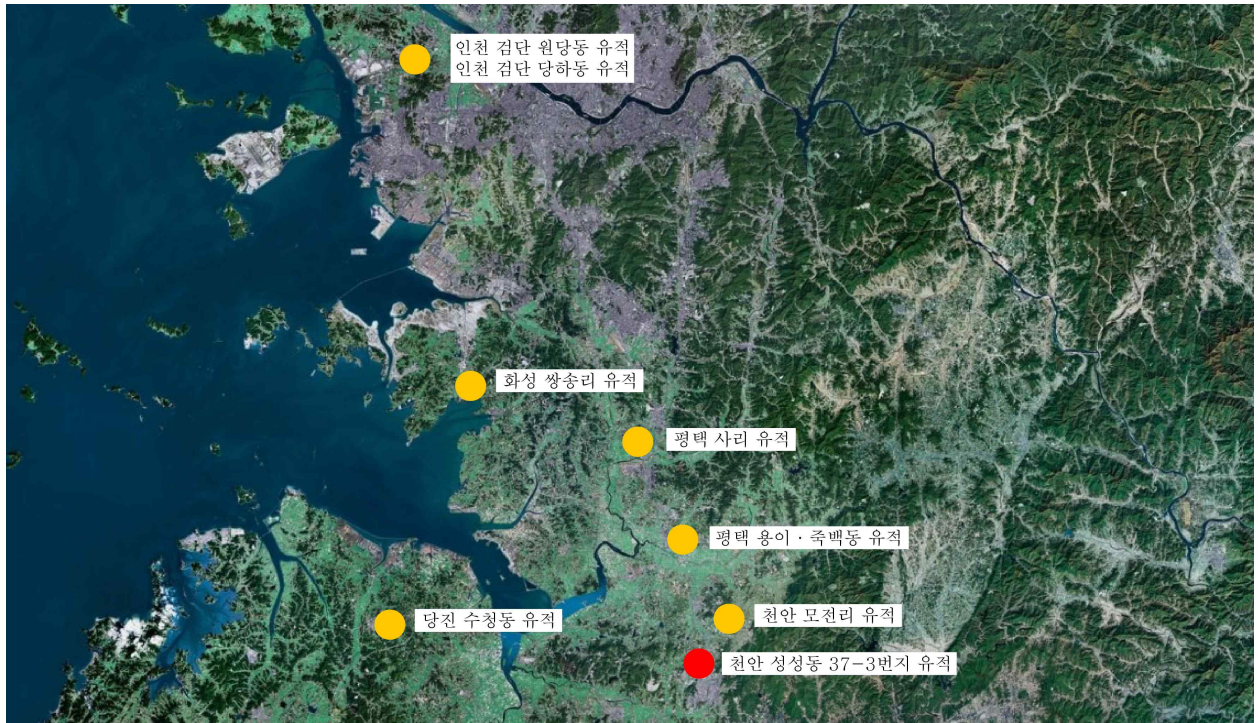 인천 검단 원당동 유적
인천 검단 당하동 유적
화성 쌍송리 유적
평택 사리 유적
평택 용이·죽백동 유적
당진 수청동 유적
천안 모전리 유적
천안 성성동 37-3번지 유적